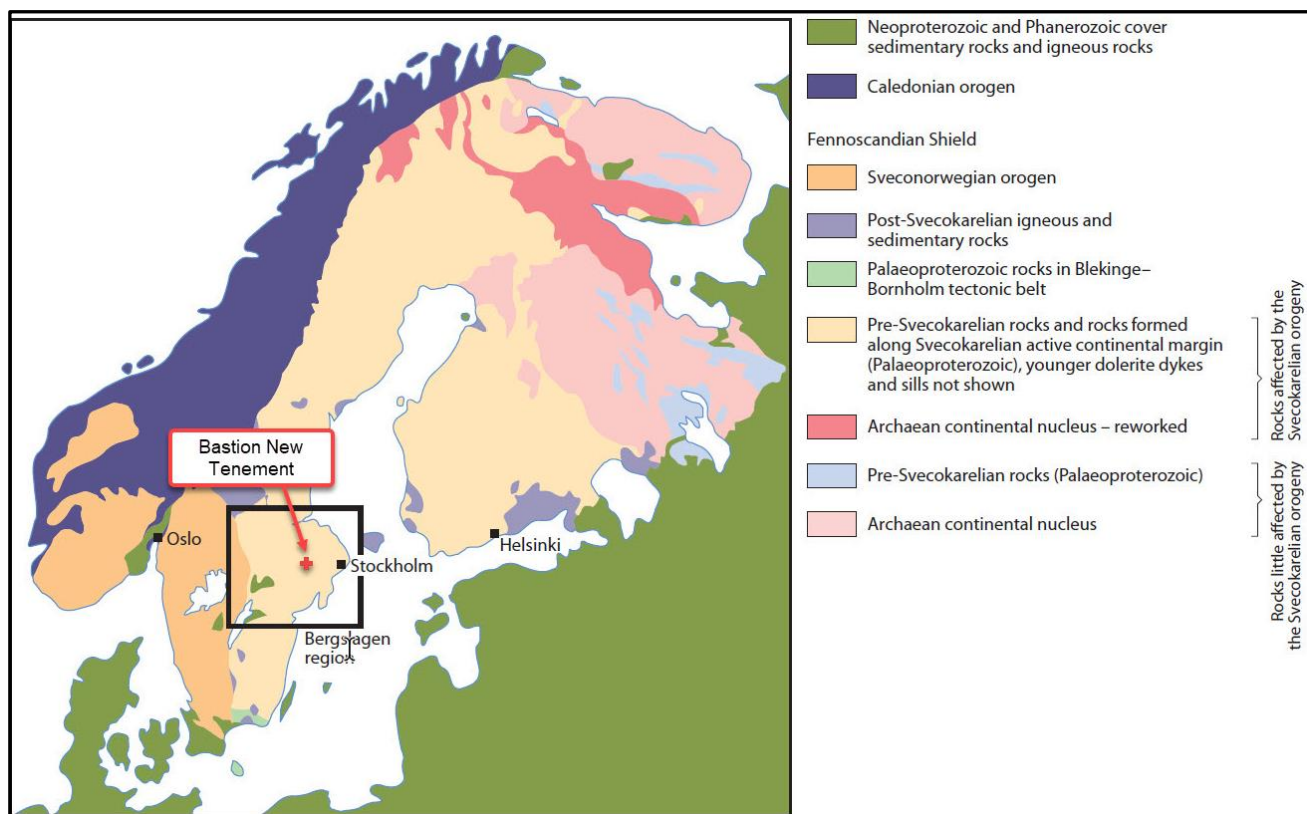 Bastion New
Tenement
Oslo
Stockholm
Helsinki
Bergslagen
region
Neoproterozoic and Phanerozoic cover
sedimentary rocks and igneous rocks
Caledonian orogen
Fennoscandian Shield
Sveconorwegian orogen
Post-Svecokarelian igneous and
sedimentary rocks
Palaeoproterozoic rocks in Blekinge–
Bornholm tectonic belt
Pre-Svecokarelian rocks and rocks formed
along Svecokarelian active continental margin
(Palaeoproterozoic), younger dolerite dykes
and sills not shown
Archaean continental nucleus – reworked
Rocks affected by the
Svecokarelian orogeny
Pre-Svecokarelian rocks (Palaeoproterozoic)
Archaean continental nucleus
Rocks little affected by
the Svecokarelian orogeny